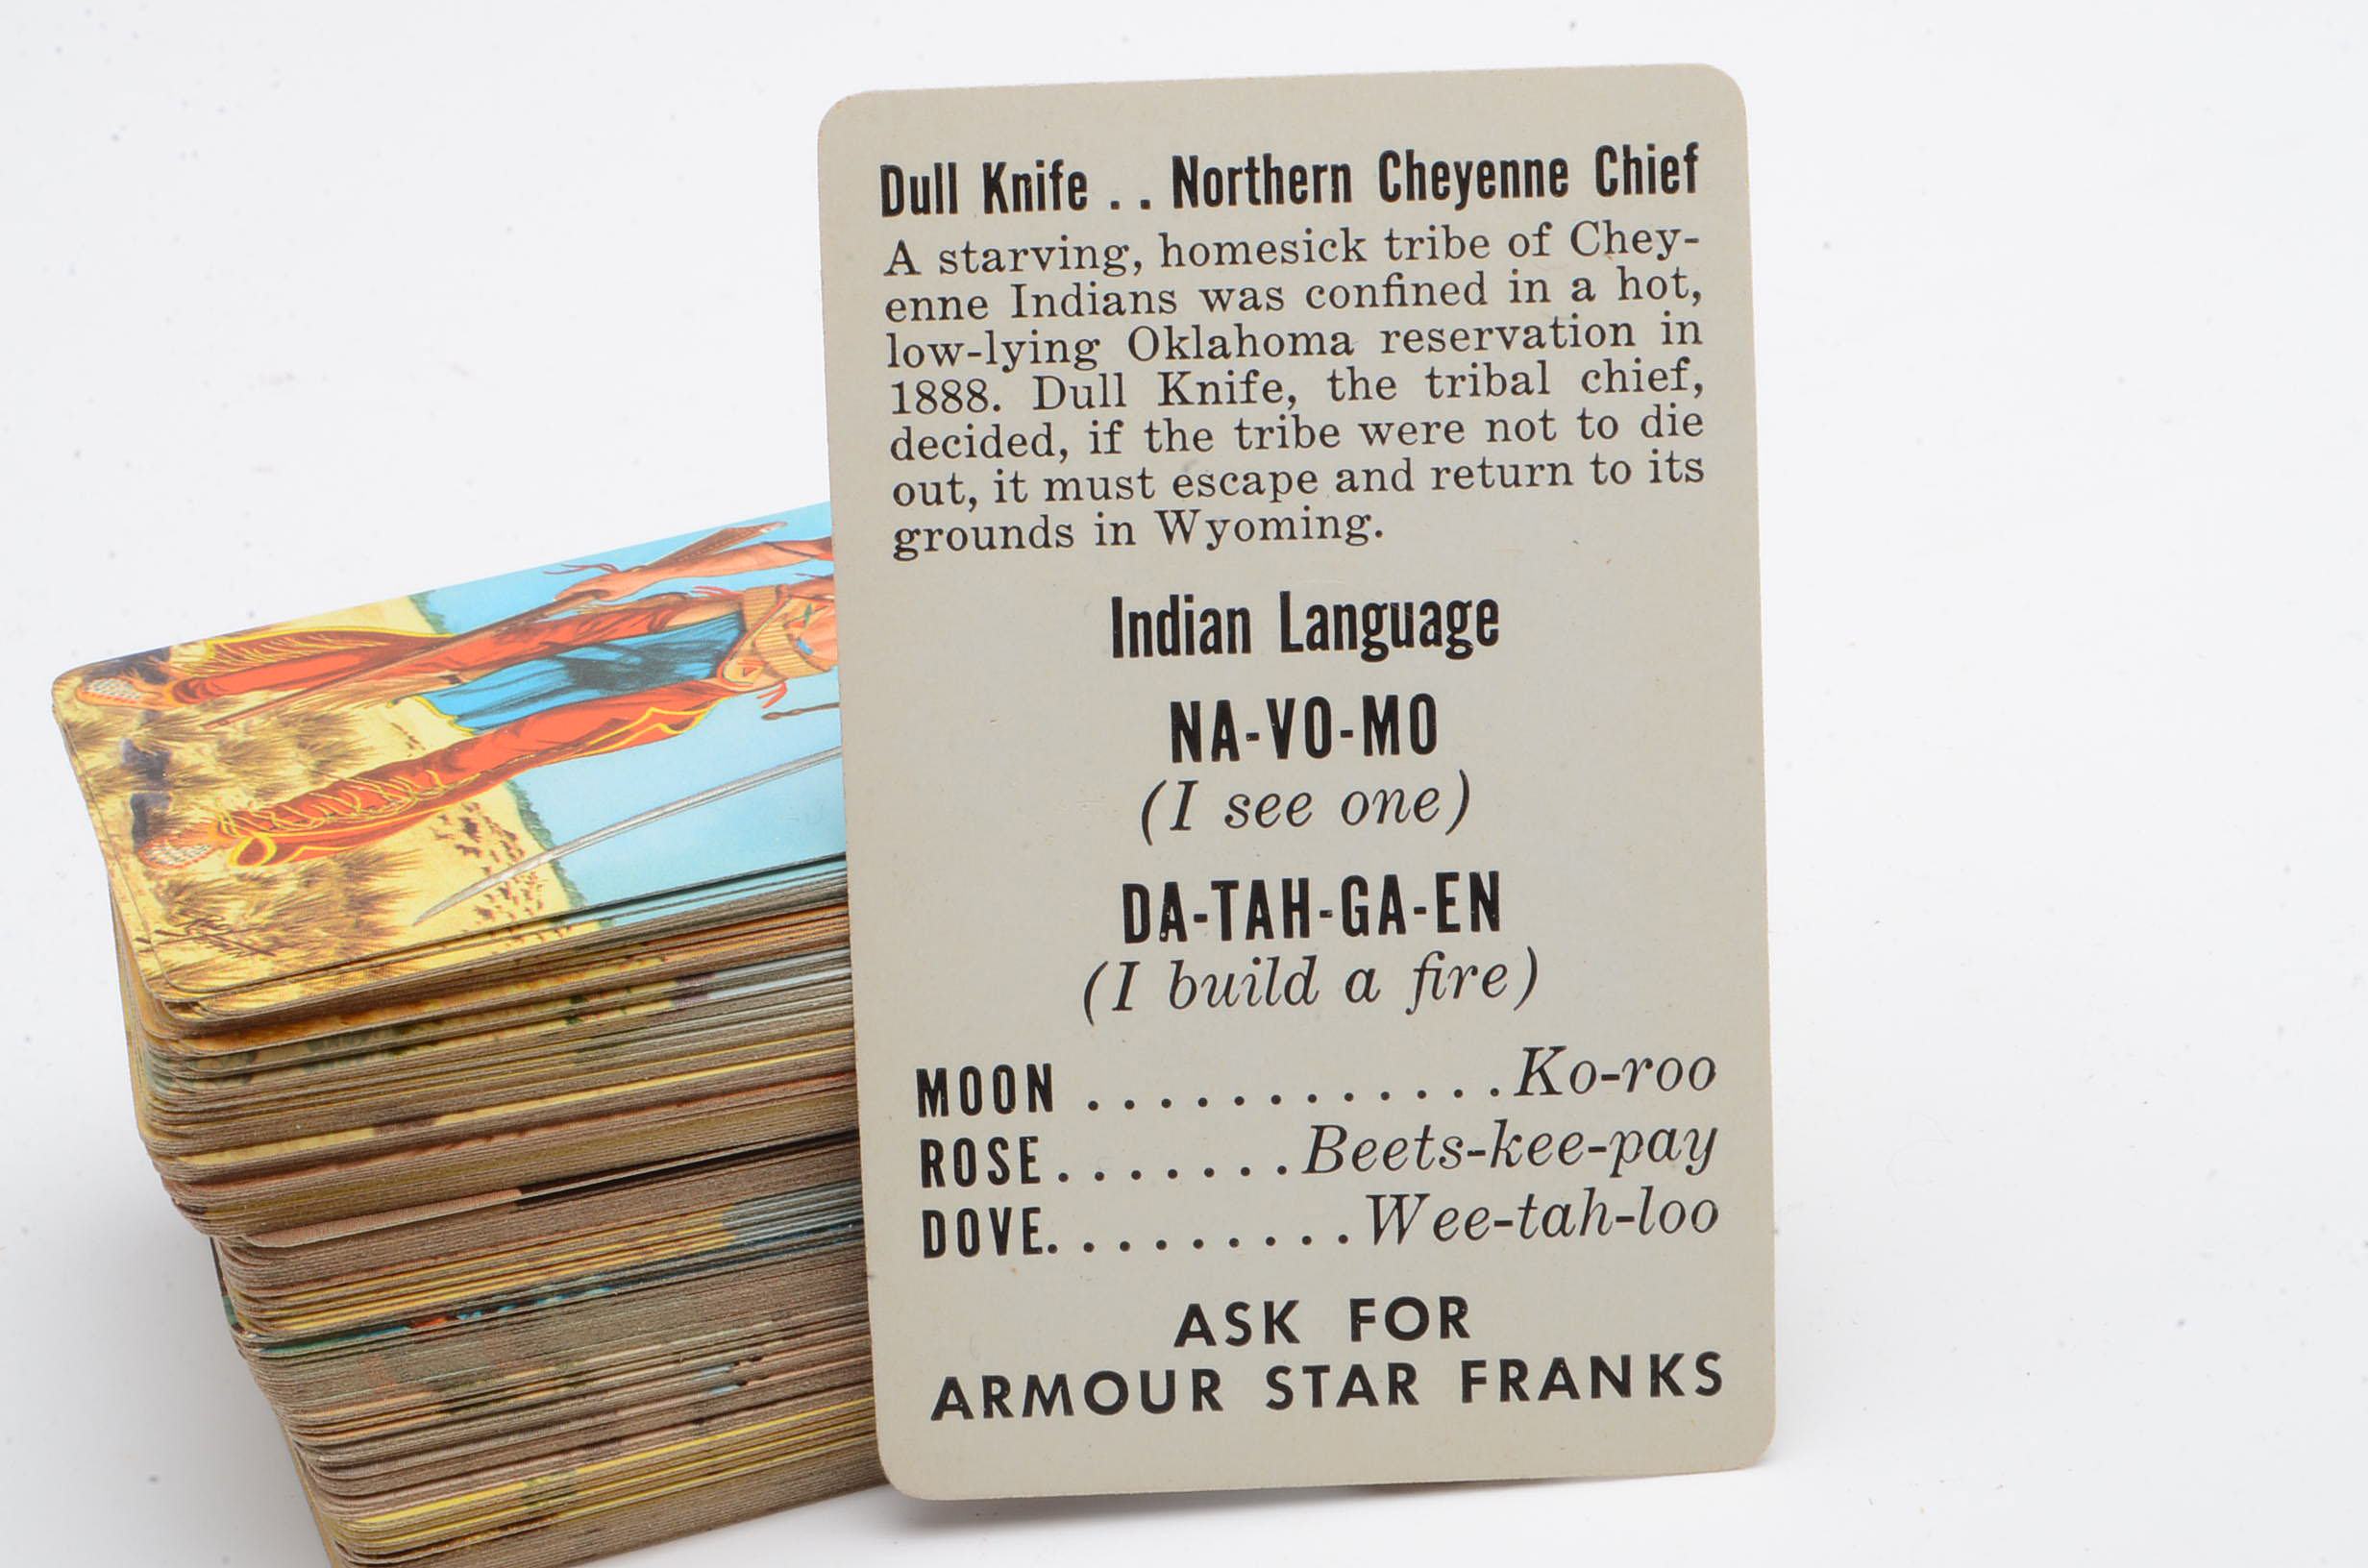 Dull Knife . . Northern Cheyenne Chief
A starving, homesick tribe of Chey-
enne Indians was confined in a hot,
low-lying Oklahoma reservation in
1888. Dull Knife, the tribal chief,
decided, if the tribe were not to die
out, it must escape and return to its
grounds in Wyoming.
Indian Language
NA-VO-MO
(I see one)
DA-TAH-GA-EN
(I build a fire)
MOON . . . . . . . . . . . . Ko-roo
ROSE . . . . . . . Beets-kee-pay
DOVE. . . . . . . . . . Wee-tah-loo
ASK FOR
ARMOUR STAR FRANKS